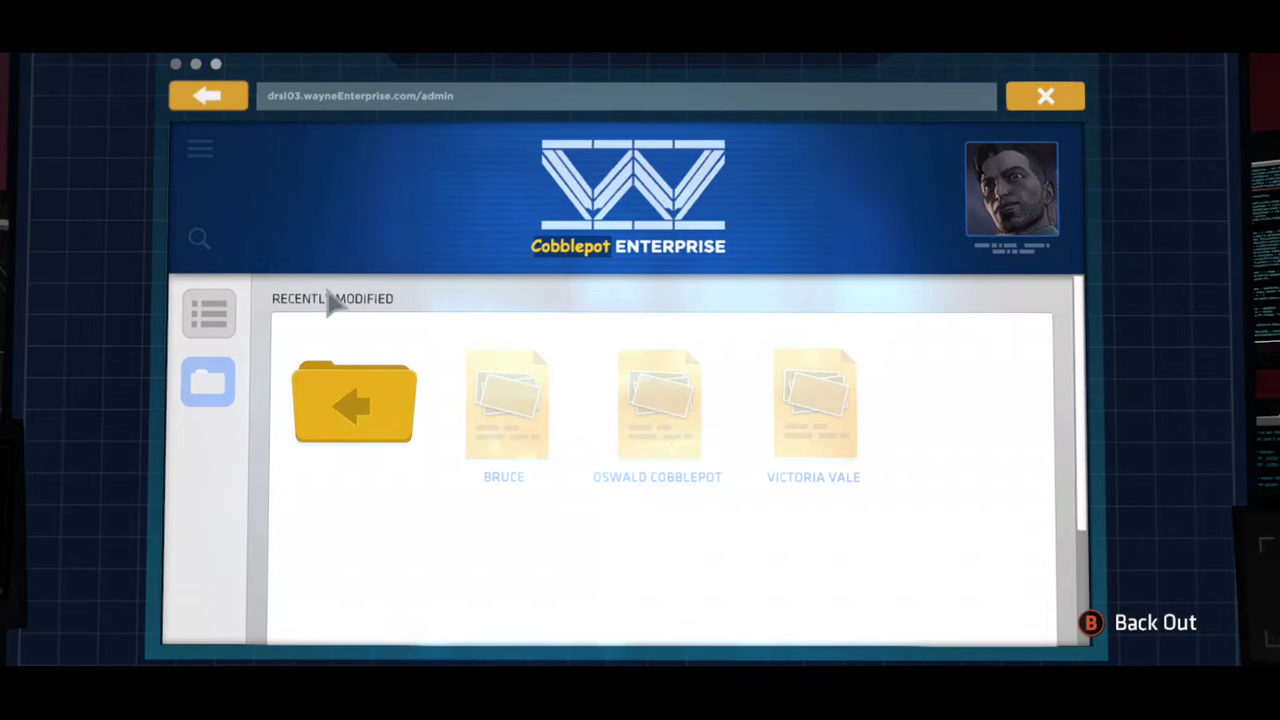 drsl03.wayneEnterprise.com/admin
Cobblepot ENTERPRISE
RECENTLY MODIFIED
BRUCE
OSWALD COBBLEPOT
VICTORIA VALE
B Back Out